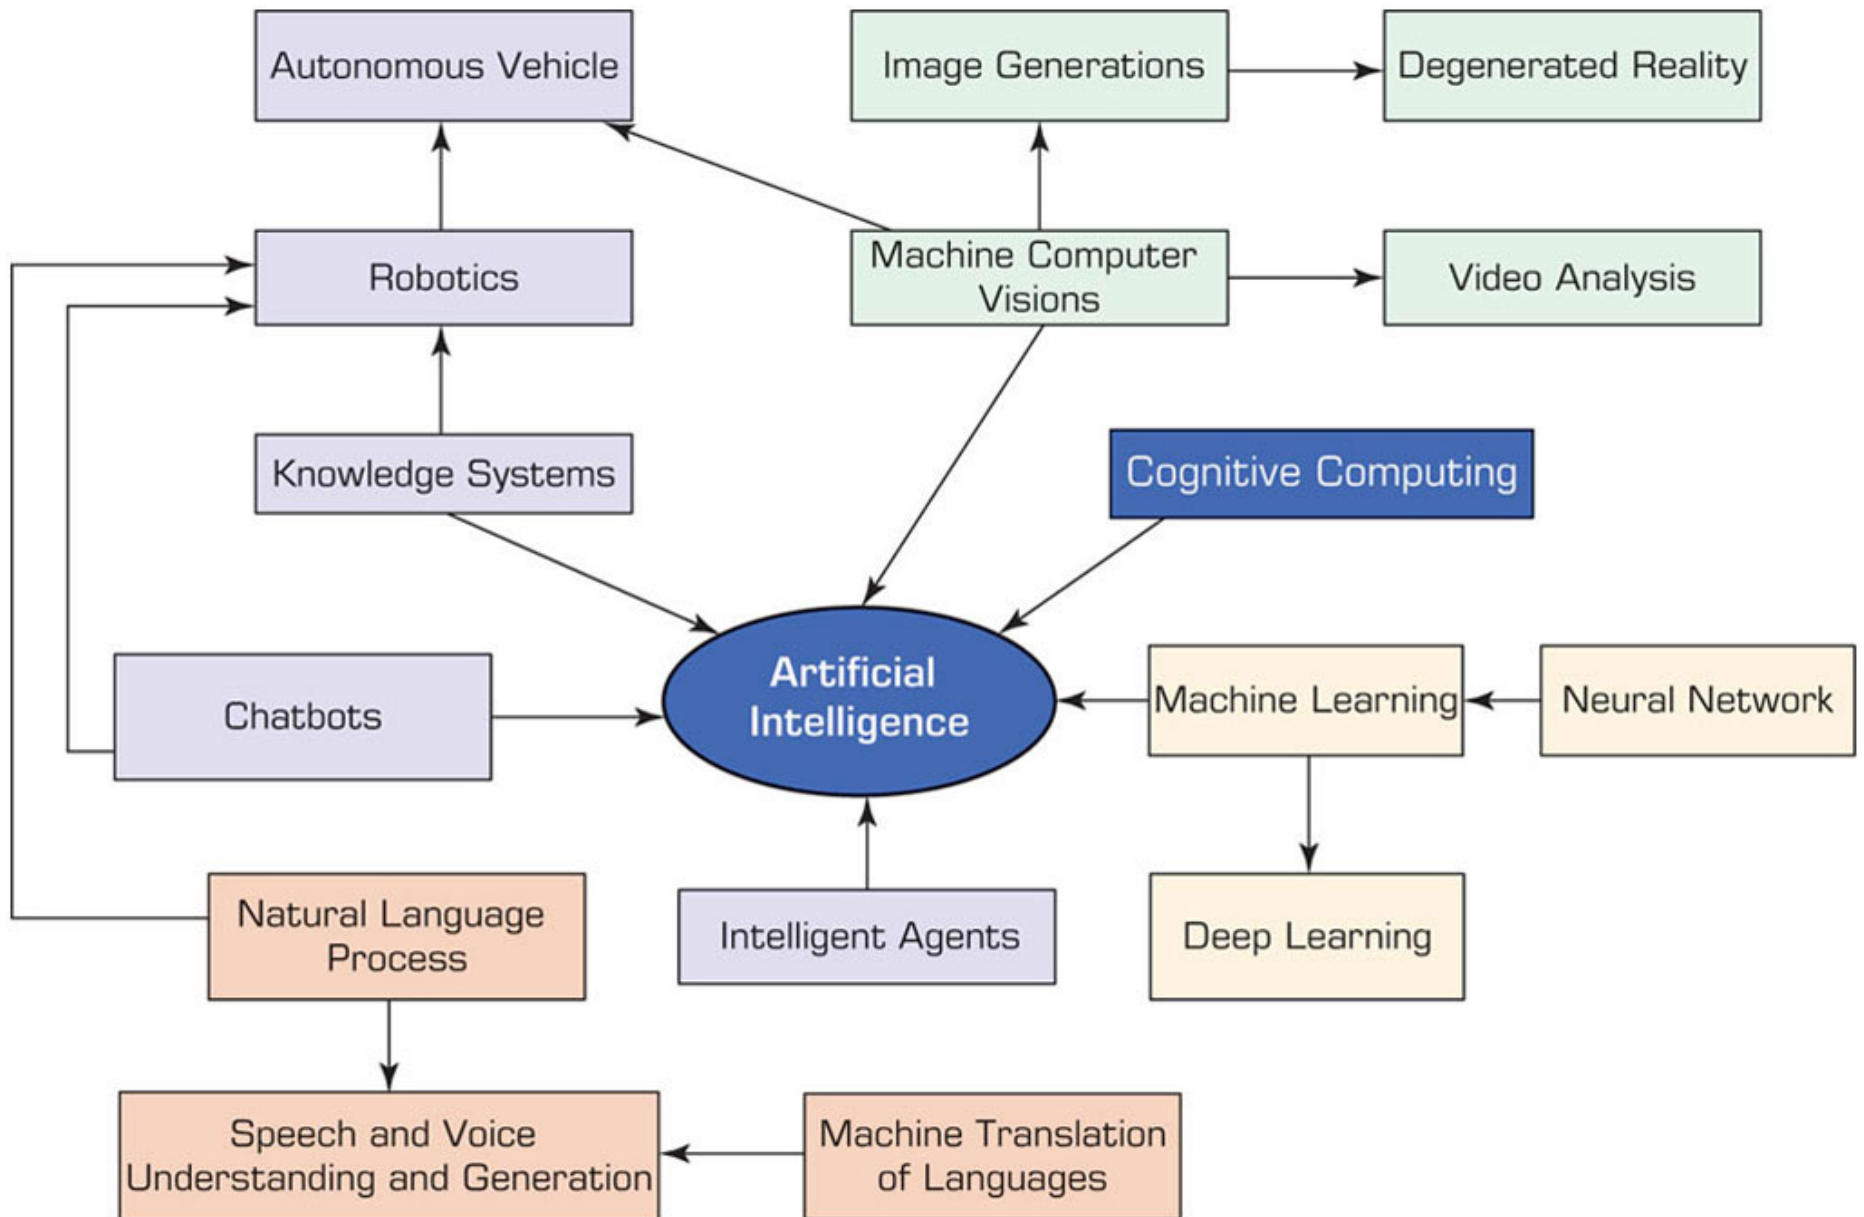 Autonomous Vehicle
Image Generations
Degenerated Reality
Robotics
Machine Computer
Visions
Video Analysis
Knowledge Systems
Cognitive Computing
Artificial
Intelligence
Chatbots
Machine Learning
Neural Network
Natural Language
Process
Intelligent Agents
Deep Learning
Speech and Voice
Understanding and Generation
Machine Translation
of Languages